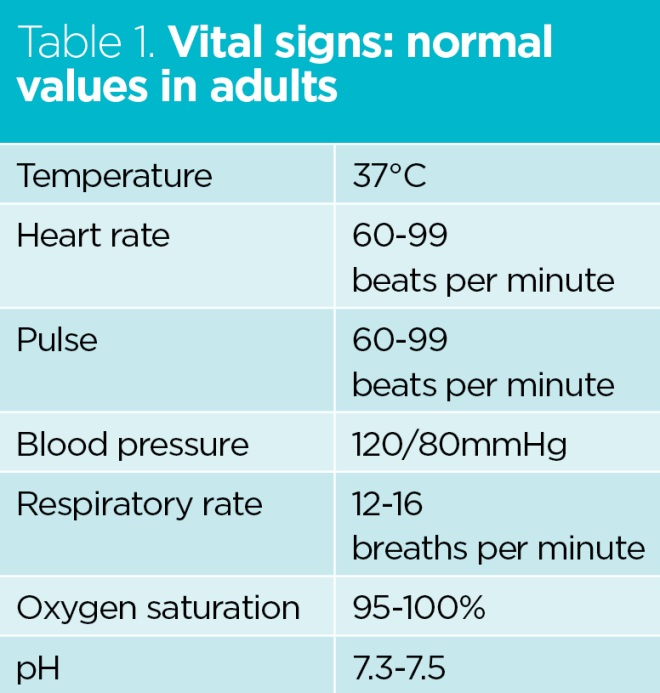 Table 1. Vital signs: normal
values in adults
Temperature 37°C
Heart rate 60-99
beats per minute
Pulse 60-99
beats per minute
Blood pressure 120/80mmHg
Respiratory rate 12-16
breaths per minute
Oxygen saturation 95-100%
pH 7.3-7.5